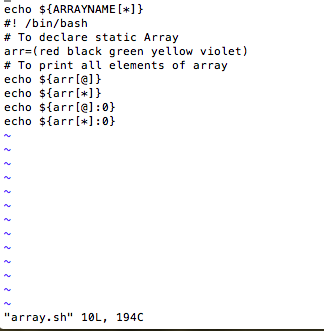 echo ${ARRAYNAME[*]}
#! /bin/bash
# To declare static Array
arr=(red black green yellow violet)
# To print all elements of array
echo ${arr[@]}
echo ${arr[*]}
echo ${arr[@]:0}
echo ${arr[*]:0}
~
~
~
~
~
~
~
~
~
~
~
~
~
"array.sh" 10L, 194C